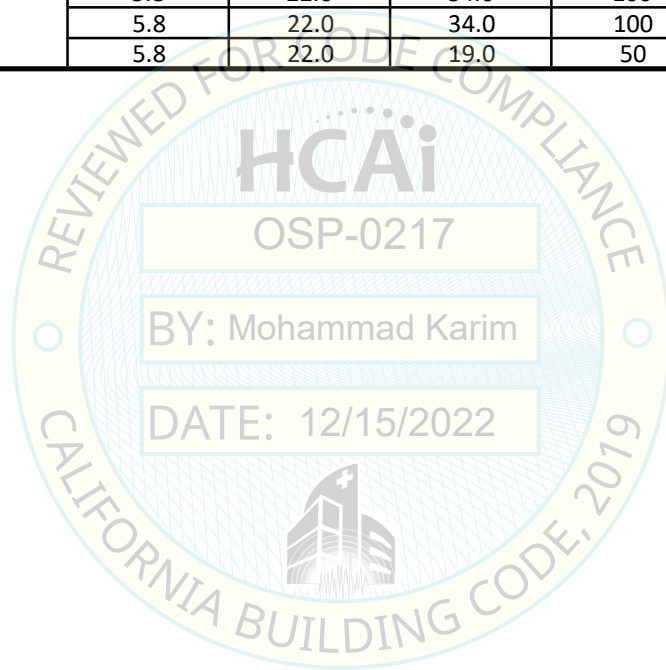 5.8 22.0 34.0 100
5.8 22.0 19.0 50
REVIEWED FOR CODE COMPLIANCE
HCAi
OSP-0217
BY: Mohammad Karim
DATE: 12/15/2022
CALIFORNIA BUILDING CODE, 2019